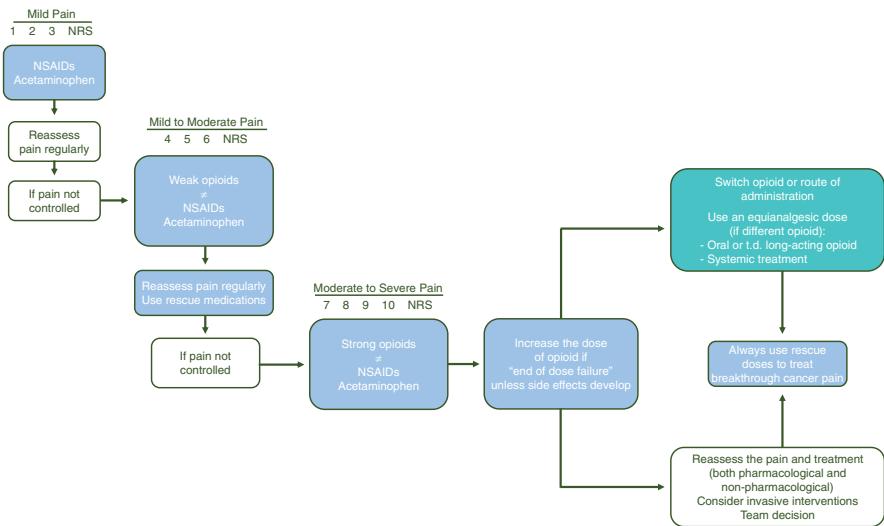 Mild Pain
1 2 3 NRS
NSAIDs
Acetaminophen
Reassess
pain regularly
If pain not
controlled
Mild to Moderate Pain
4 5 6 NRS
Weak opioids
≠
NSAIDs
Acetaminophen
Reassess pain regularly
Use rescue medications
If pain not
controlled
Moderate to Severe Pain
7 8 9 10 NRS
Strong opioids
≠
NSAIDs
Acetaminophen
Increase the dose
of opioid if
“end of dose failure”
unless side effects develop
Switch opioid or route of
administration
Use an equianalgesic dose
(if different opioid):
- Oral or t.d. long-acting opioid
- Systemic treatment
Always use rescue
doses to treat
breakthrough cancer pain
Reassess the pain and treatment
(both pharmacological and
non-pharmacological)
Consider invasive interventions
Team decision